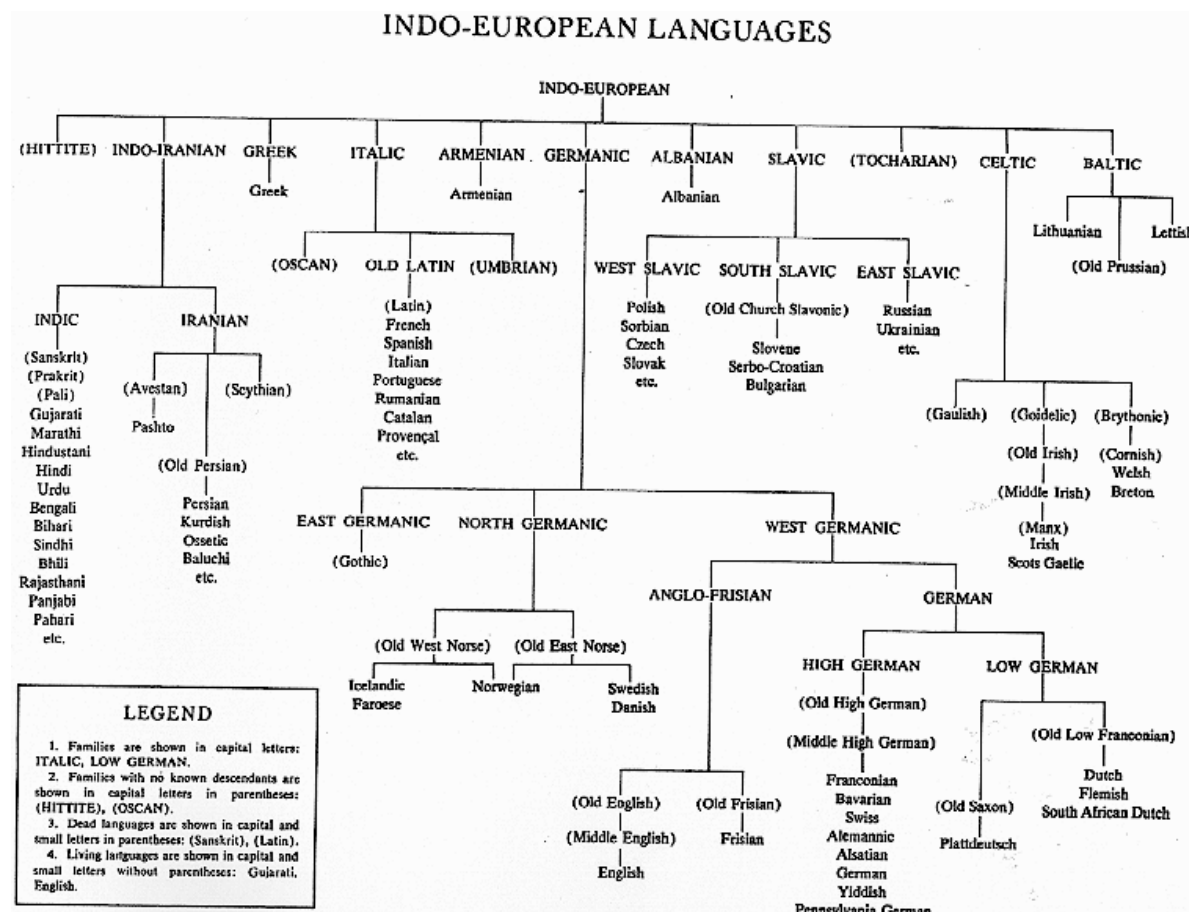 INDO-EUROPEAN LANGUAGES
INDO-EUROPEAN
(HITTITE)
INDO-IRANIAN
GREEK
ITALIC
ARMENIAN
GERMANIC
ALBANIAN
SLAVIC
(TOCHARIAN)
CELTIC
BALTIC
Greek
Armenian
Albanian
Lithuanian
Lettish
(Old Prussian)
(OSCAN)
OLD LATIN
(UMBRIAN)
(Latin)
French
Spanish
Italian
Portuguese
Rumanian
Catalan
Provençal
etc.
WEST SLAVIC
SOUTH SLAVIC
EAST SLAVIC
Polish
Sorbian
Czech
Slovak
etc.
(Old Church Slavonic)
Slovene
Serbo-Croatian
Bulgarian
Russian
Ukrainian
etc.
INDIC
IRANIAN
(Sanskrit)
(Prakrit)
(Pali)
Gujarati
Marathi
Hindustani
Hindi
Urdu
Bengali
Bihari
Sindhi
Bhili
Rajasthani
Panjabi
Pahari
etc.
(Avestan)
Pashto
(Scythian)
(Old Persian)
Persian
Kurdish
Ossetic
Baluchi
etc.
(Gaulish)
(Goidelic)
(Brythonic)
(Old Irish)
(Middle Irish)
(Manx)
Irish
Scots Gaelic
(Cornish)
Welsh
Breton
EAST GERMANIC
NORTH GERMANIC
WEST GERMANIC
(Gothic)
(Old West Norse)
(Old East Norse)
Icelandic
Faroese
Norwegian
Swedish
Danish
ANGLO-FRISIAN
GERMAN
HIGH GERMAN
LOW GERMAN
(Old High German)
(Middle High German)
Franconian
Bavarian
Swiss
Alemannic
Alsatian
German
Yiddish
Pennsylvania German
(Old Low Franconian)
Dutch
Flemish
South African Dutch
(Old Saxon)
Plattdeutsch
(Old English)
(Middle English)
English
(Old Frisian)
Frisian
LEGEND
1. Families are shown in capital letters:
ITALIC, LOW GERMAN.
2. Families with no known descendants are
shown in capital letters in parentheses:
(HITTITE), (OSCAN).
3. Dead languages are shown in capital and
small letters in parentheses: (Sanskrit), (Latin).
4. Living languages are shown in capital and
small letters without parentheses: Gujarati,
English.